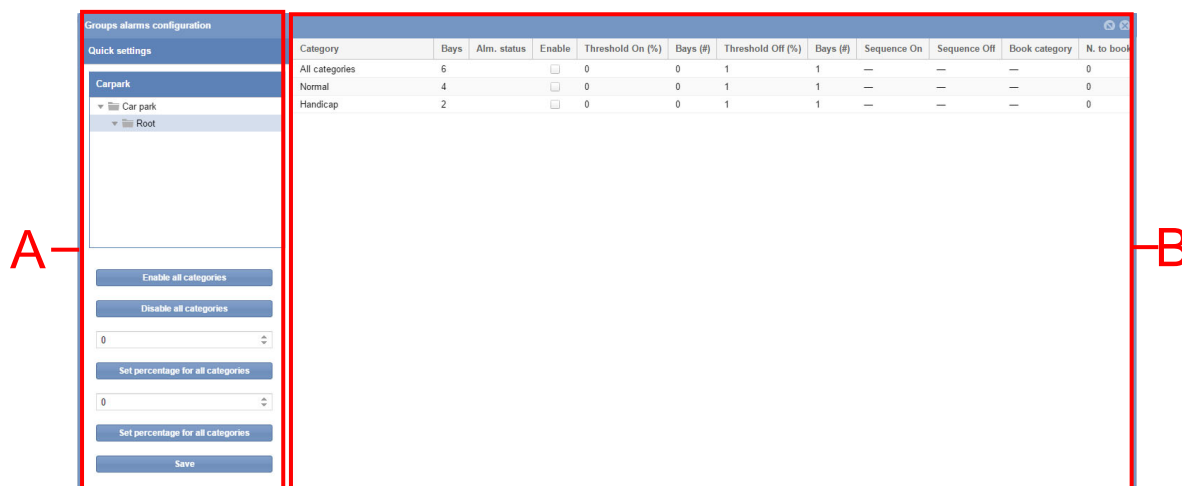 Groups alarms configuration
Quick settings
Category Bays Alm. status Enable Threshold On (%) Bays (#) Threshold Off (%) Bays (#) Sequence On Sequence Off Book category N. to book
All categories 6 0 0 1 1 — — — 0
Normal 4 0 0 1 1 — — — 0
Handicap 2 0 0 1 1 — — — 0
Carpark
Car park
Root
A
B
Enable all categories
Disable all categories
0
Set percentage for all categories
0
Set percentage for all categories
Save